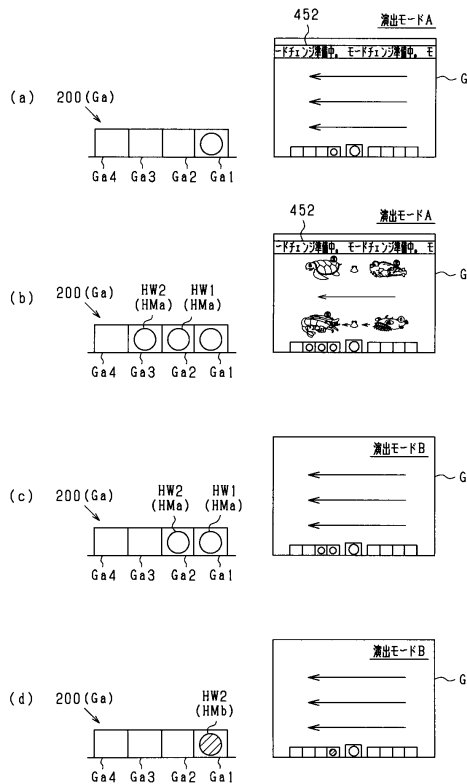 452
演出モードA
ードチェンジ準備中。 モードチェンジ準備中。 モ
G
(a)
200(Ga)
Ga4 Ga3 Ga2 Ga1
452
演出モードA
ードチェンジ準備中。 モードチェンジ準備中。 モ
G
(b)
200(Ga)
HW2 (HMa)
HW1 (HMa)
Ga4 Ga3 Ga2 Ga1
演出モードB
G
(c)
200(Ga)
HW2 (HMa)
HW1 (HMa)
Ga4 Ga3 Ga2 Ga1
演出モードB
G
(d)
200(Ga)
HW2 (HMb)
Ga4 Ga3 Ga2 Ga1